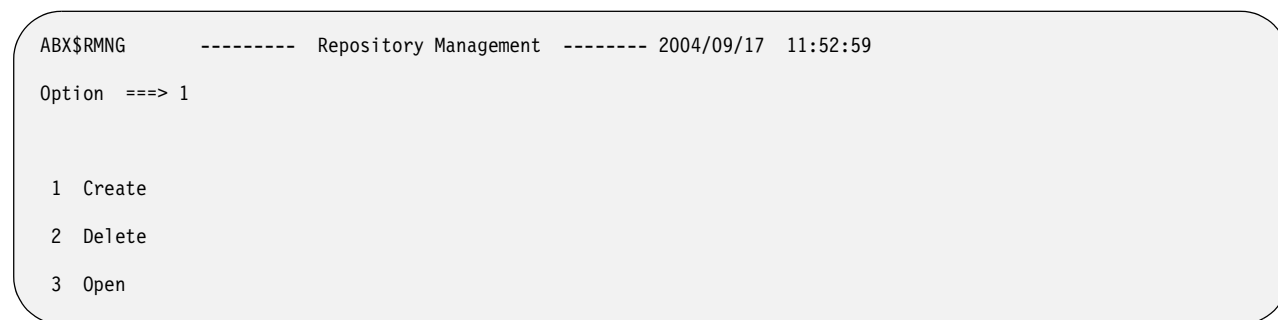 ABX$RMNG --------- Repository Management -------- 2004/09/17 11:52:59
Option ===> 1
1 Create
2 Delete
3 Open